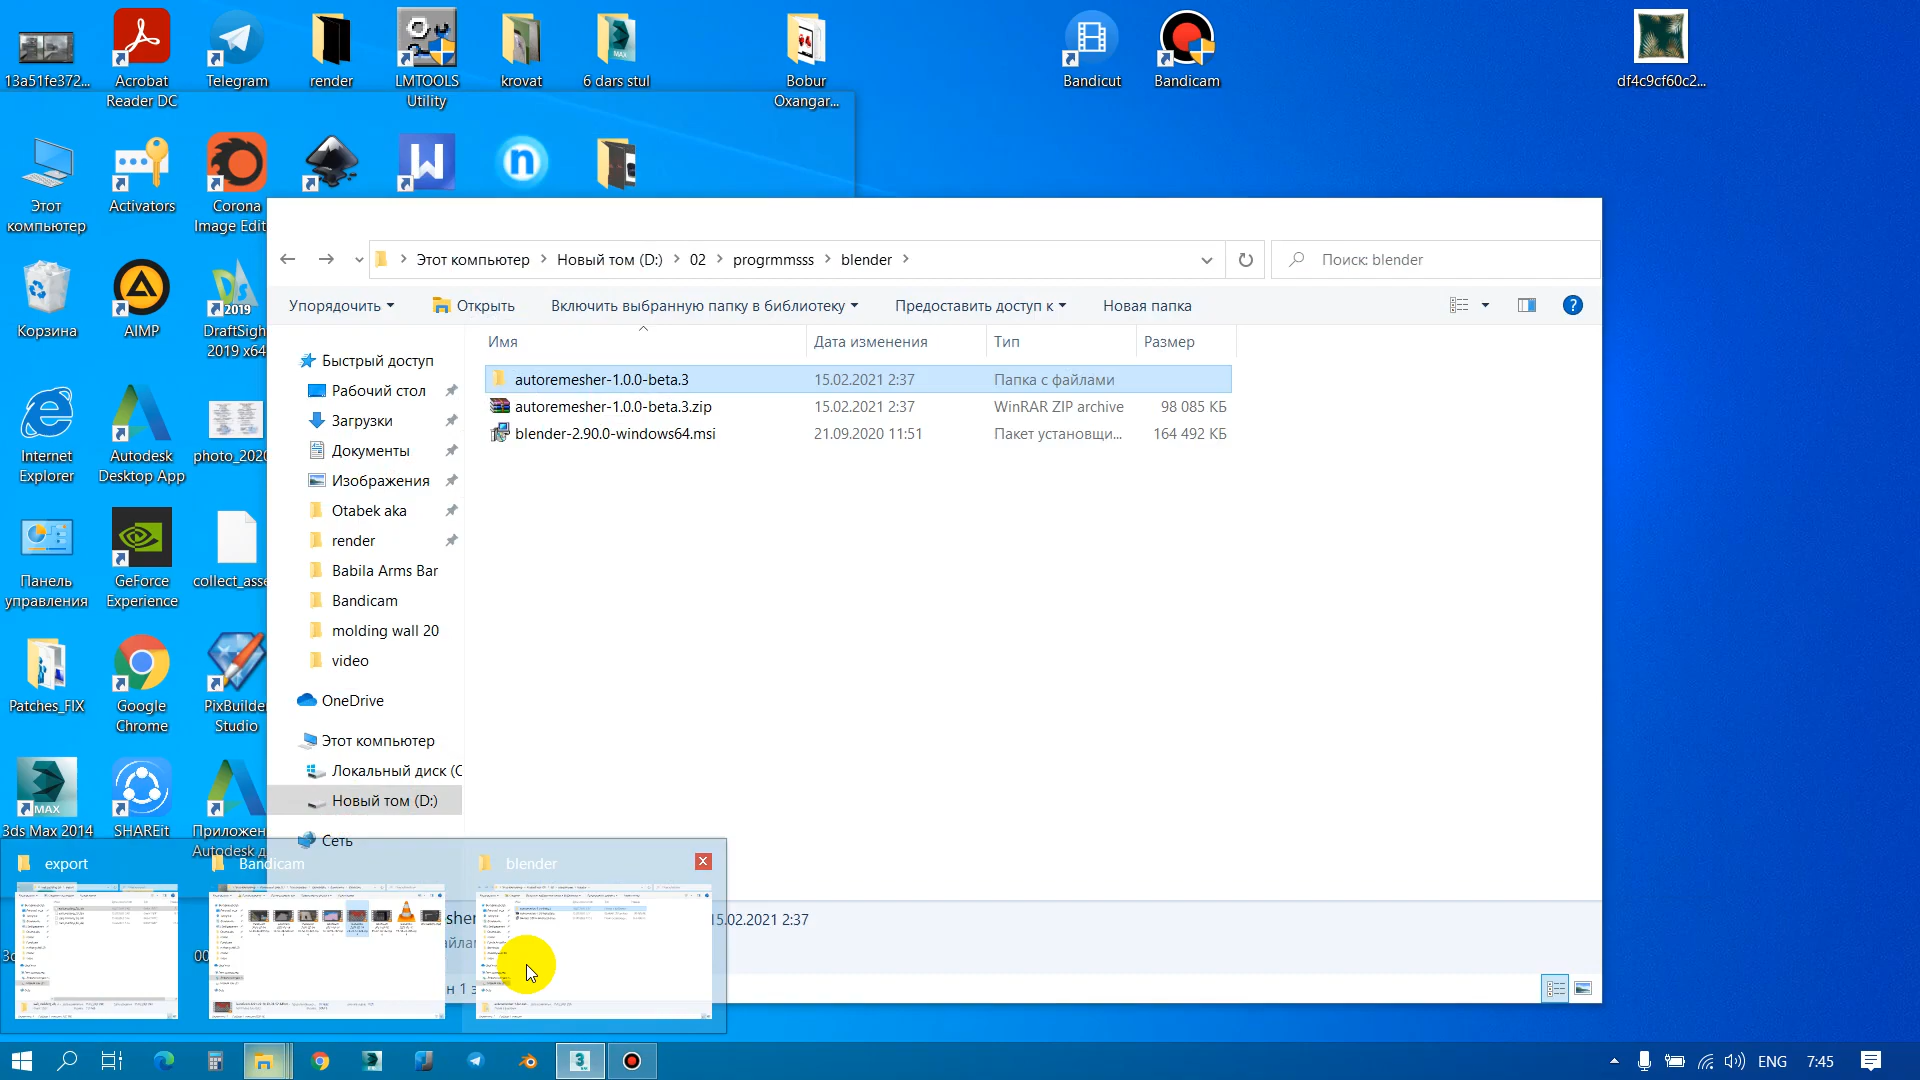 13a51fe372...
Acrobat
Reader DC
Telegram
render
LMTOOLS
Utility
krovat
6 dars stul
Bobur
Oxangar...
Bandicut
Bandicam
df4c9cf60c2...
Этот
компьютер
Activators
Corona
Image Edit
Корзина
AIMP
DraftSigh
2019 x64
Internet
Explorer
Autodesk
Desktop App
photo_2020
Панель
управления
GeForce
Experience
collect_asse
Patches_FIX
Google
Chrome
PixBuilde
Studio
3ds Max 2014
SHAREit
Приложен
Autodesk д
Этот компьютер
Новый том (D:)
02
progrmmsss
blender
Поиск: blender
Упорядочить
Открыть
Включить выбранную папку в библиотеку
Предоставить доступ к
Новая папка
Имя
Дата изменения
Тип
Размер
autoremesher-1.0.0-beta.3
15.02.2021 2:37
Папка с файлами
autoremesher-1.0.0-beta.3.zip
15.02.2021 2:37
WinRAR ZIP archive
98 085 КБ
blender-2.90.0-windows64.msi
21.09.2020 11:51
Пакет установщи...
164 492 КБ
Быстрый доступ
Рабочий стол
Загрузки
Документы
Изображения
Otabek aka
render
Babila Arms Bar
Bandicam
molding wall 20
video
OneDrive
Этот компьютер
Локальный диск (C
Новый том (D:)
Сеть
export
Bandicam
blender
15.02.2021 2:37
ENG
7:45